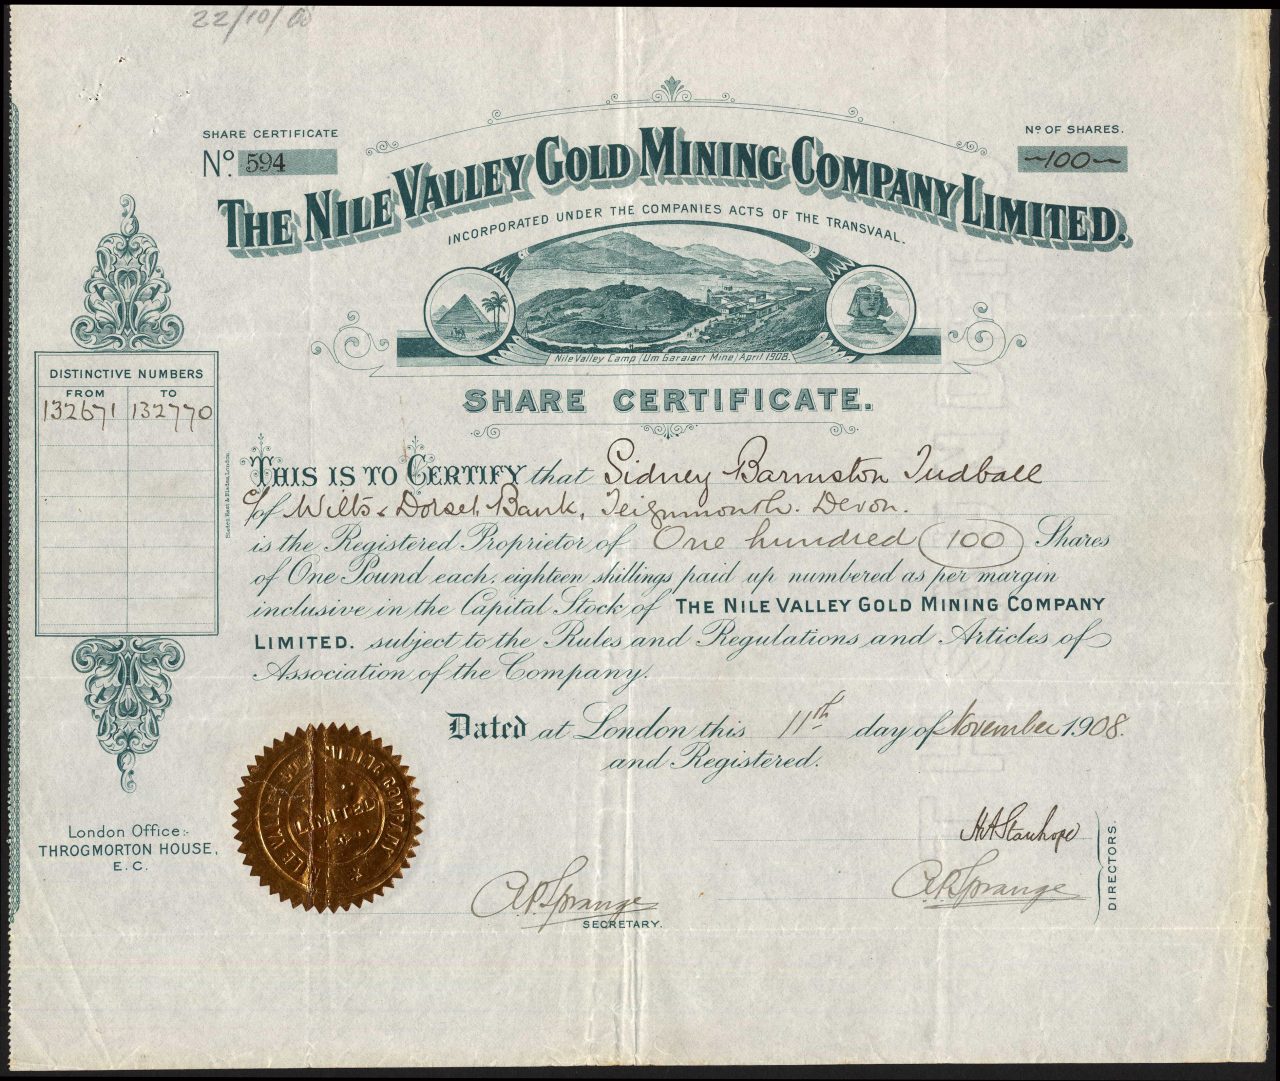 22/10/00
SHARE CERTIFICATE
Nº. 594
Nº OF SHARES.
~100~
THE NILE VALLEY GOLD MINING COMPANY LIMITED.
INCORPORATED UNDER THE COMPANIES ACTS OF THE TRANSVAAL.
Nile Valley Camp (Um Garaiart Mine) April 1908.
SHARE CERTIFICATE.
DISTINCTIVE NUMBERS
FROM TO
132671 132770
THIS IS TO CERTIFY that Sidney Barmston Tudball
c/o of Wilts & Dorset Bank, Teignmouth. Devon.
is the Registered Proprietor of One hundred (100) Shares
of One Pound each, eighteen shillings paid up numbered as per margin
inclusive in the Capital Stock of THE NILE VALLEY GOLD MINING COMPANY
LIMITED. subject to the Rules and Regulations and Articles of
Association of the Company.
Dated at London this 11th day of November 1908.
and Registered.
LIMITED
London Office:-
THROGMORTON HOUSE,
E.C.
H A Stanhope
A.P. Sprange
A.P. Sprange
SECRETARY.
DIRECTORS.